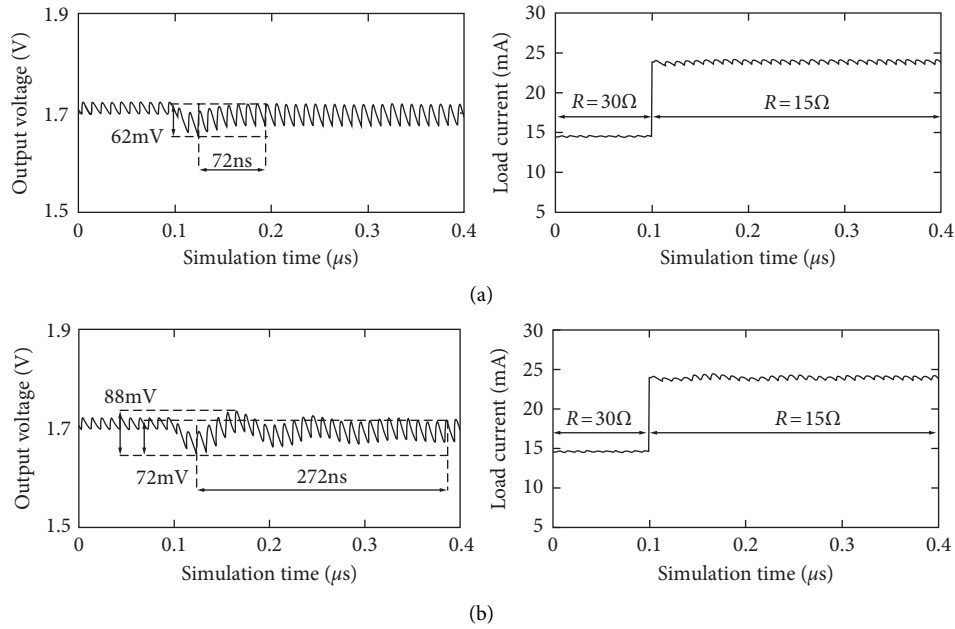 Output voltage (V)
1.9
1.7
1.5
62mV
72ns
0
0.1
0.2
0.3
0.4
Simulation time (μs)
Load current (mA)
30
25
20
15
10
5
R = 30Ω
R = 15Ω
0
0.1
0.2
0.3
0.4
Simulation time (μs)
(a)
Output voltage (V)
1.9
1.7
1.5
88mV
72mV
272ns
0
0.1
0.2
0.3
0.4
Simulation time (μs)
Load current (mA)
30
25
20
15
10
5
R = 30Ω
R = 15Ω
0
0.1
0.2
0.3
0.4
Simulation time (μs)
(b)